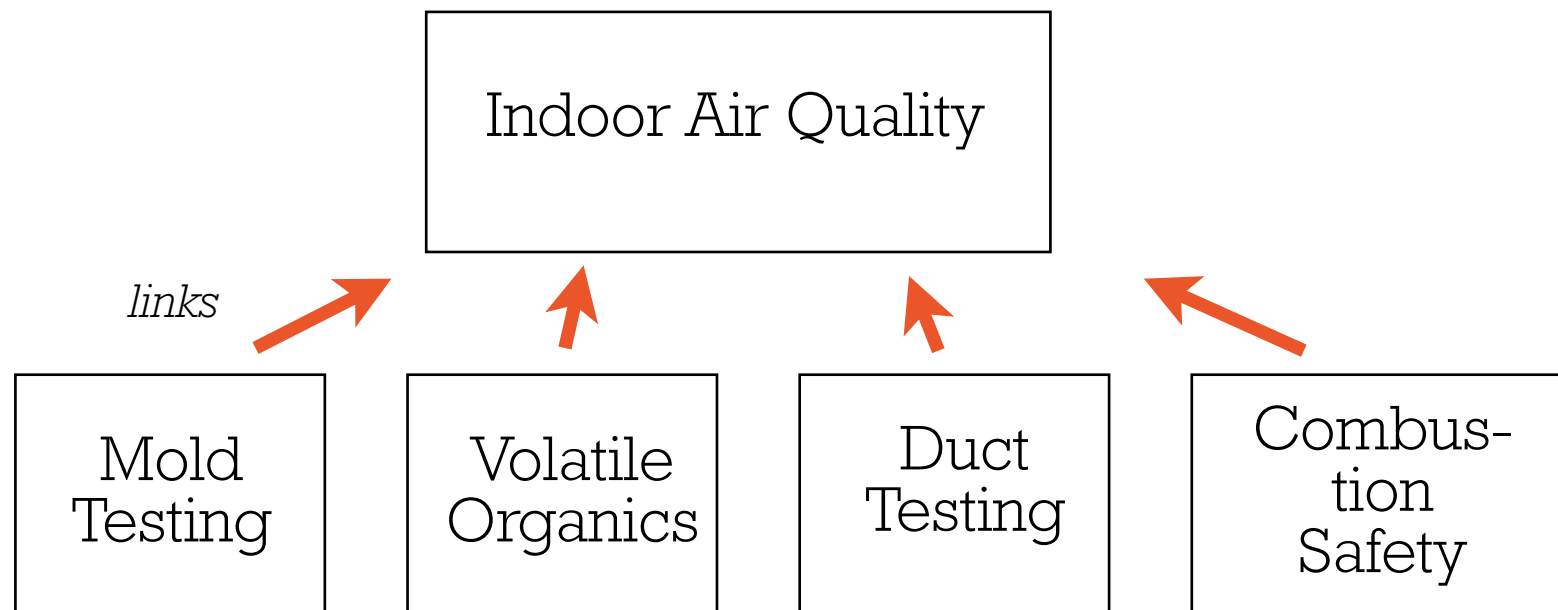 Indoor Air Quality
links
Mold
Testing
Volatile
Organics
Duct
Testing
Combus-
tion
Safety